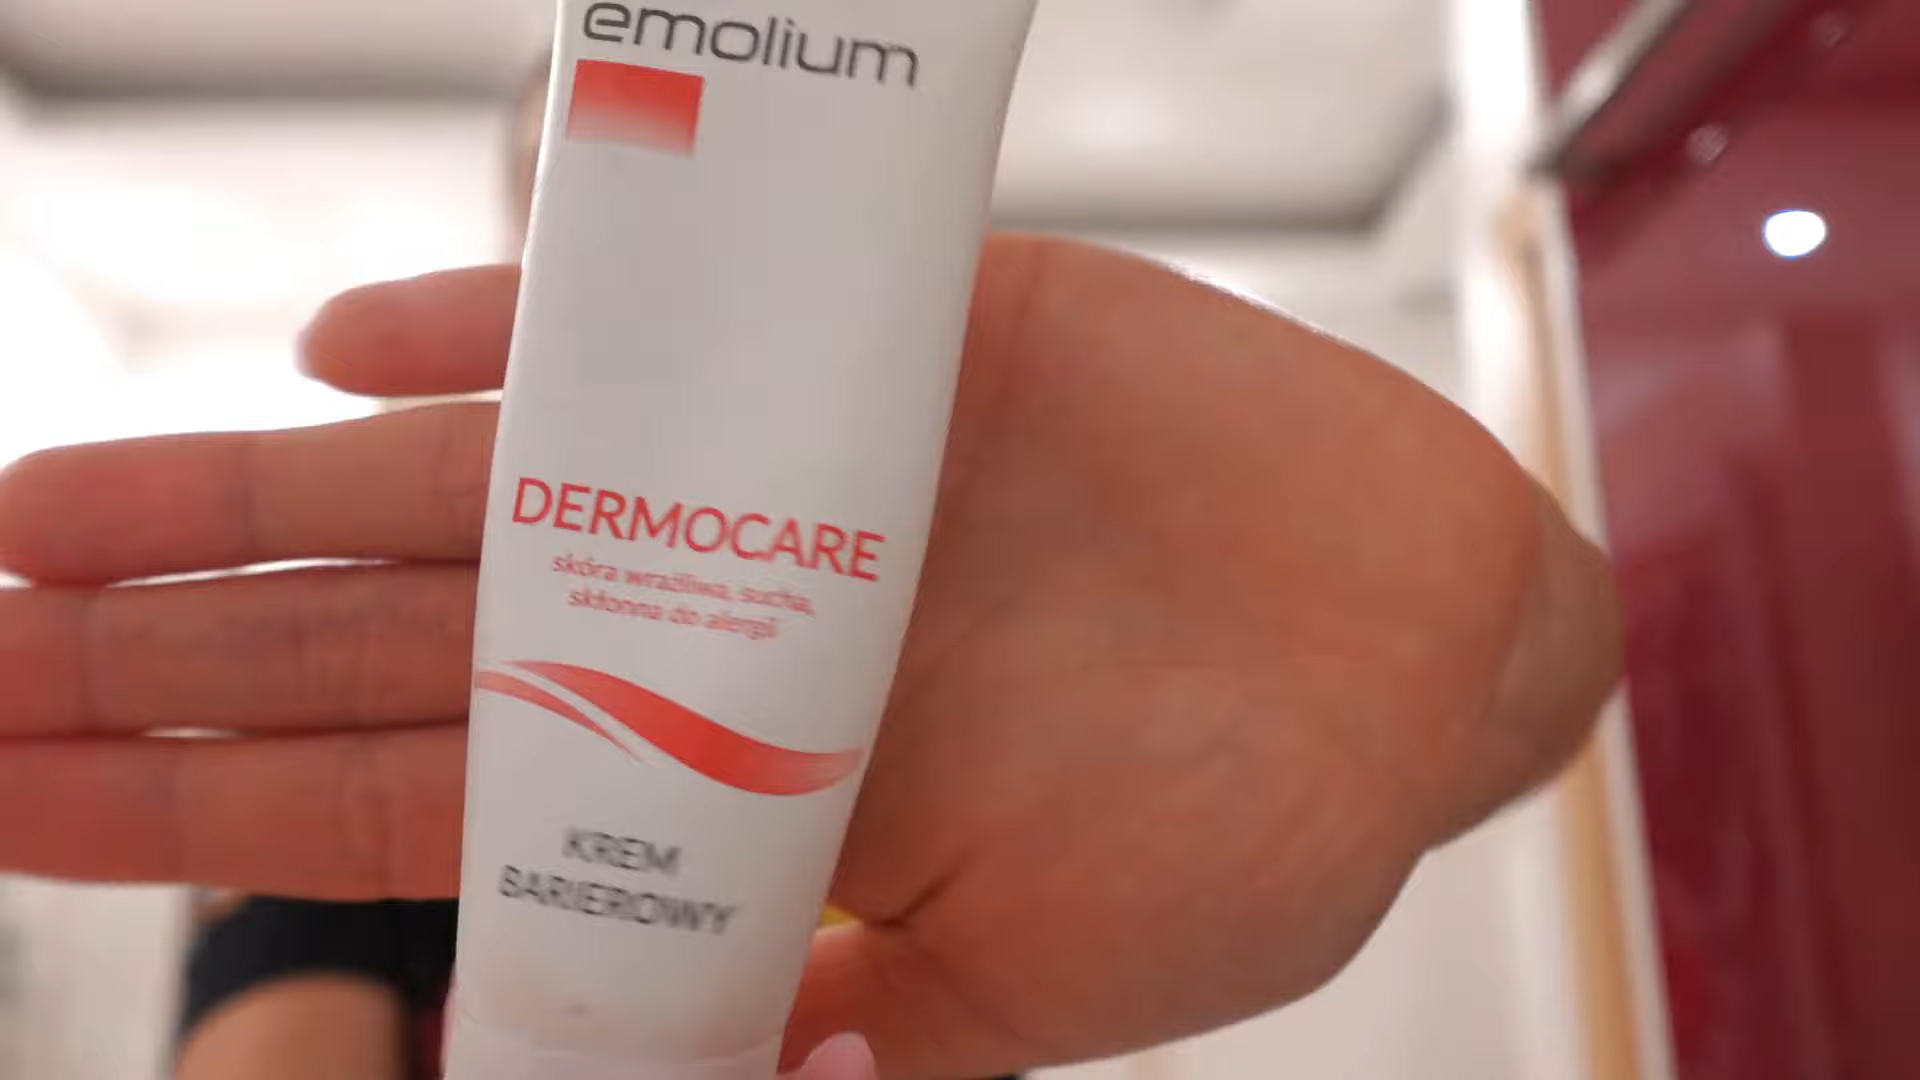 emolium
DERMOCARE
skóra wrażliwa, sucha,
skłonna do alergii
KREM
BARIEROWY